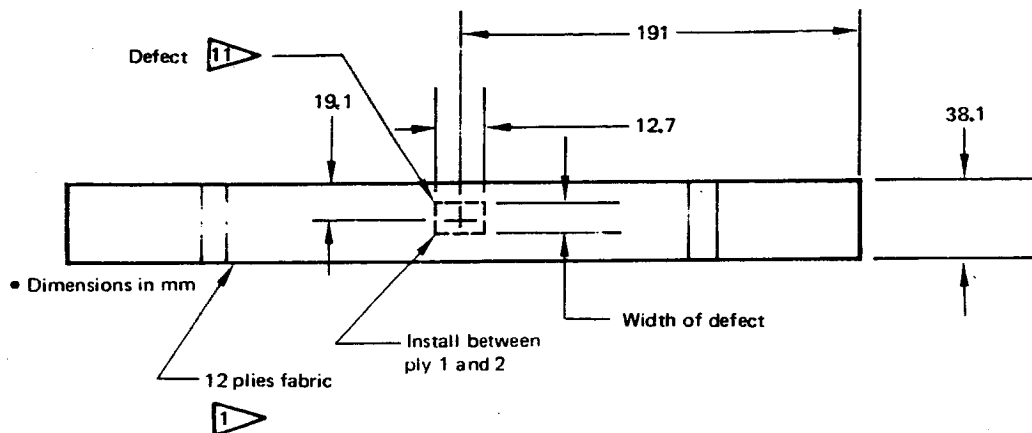 191
Defect 11
19.1
12.7
38.1
• Dimensions in mm
Width of defect
Install between
ply 1 and 2
12 plies fabric
1